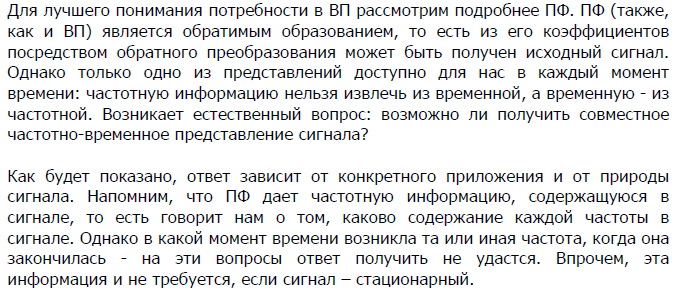 Для лучшего понимания потребности в ВП рассмотрим подробнее ПФ. ПФ (также,
как и ВП) является обратимым образованием, то есть из его коэффициентов
посредством обратного преобразования может быть получен исходный сигнал.
Однако только одно из представлений доступно для нас в каждый момент
времени: частотную информацию нельзя извлечь из временной, а временную - из
частотной. Возникает естественный вопрос: возможно ли получить совместное
частотно-временное представление сигнала?
Как будет показано, ответ зависит от конкретного приложения и от природы
сигнала. Напомним, что ПФ дает частотную информацию, содержащуюся в
сигнале, то есть говорит нам о том, каково содержание каждой частоты в
сигнале. Однако в какой момент времени возникла та или иная частота, когда она
закончилась - на эти вопросы ответ получить не удастся. Впрочем, эта
информация и не требуется, если сигнал – стационарный.